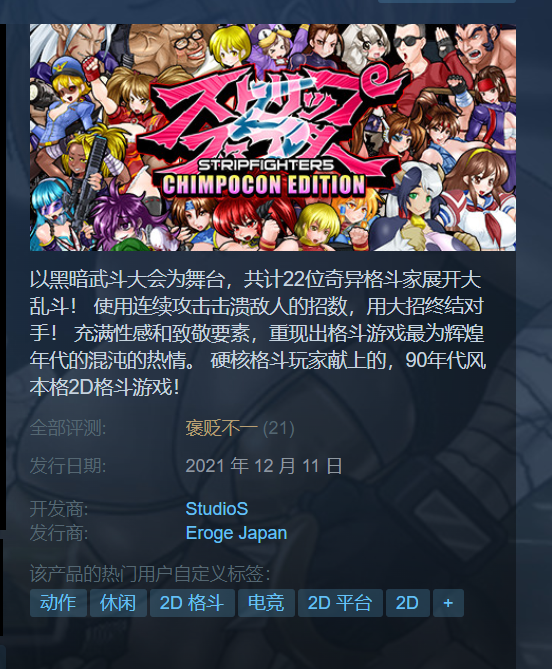 ストリップファイター5
STRIPFIGHTER5
CHIMPOCON EDITION
以黑暗武斗大会为舞台，共计22位奇异格斗家展开大
乱斗！ 使用连续攻击击溃敌人的招数，用大招终结对
手！ 充满性感和致敬要素，重现出格斗游戏最为辉煌
年代的混沌的热情。 硬核格斗玩家献上的，90年代风
本格2D格斗游戏！
全部评测: 褒贬不一 (21)
发行日期: 2021 年 12 月 11 日
开发商: StudioS
发行商: Eroge Japan
该产品的热门用户自定义标签:
动作 休闲 2D 格斗 电竞 2D 平台 2D +